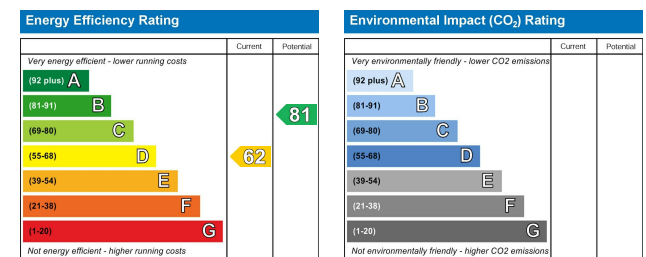 Energy Efficiency Rating
Current Potential
Very energy efficient - lower running costs
(92 plus) A
(81-91) B
81
(69-80) C
(55-68) D
62
(39-54) E
(21-38) F
(1-20) G
Not energy efficient - higher running costs
Environmental Impact (CO2) Rating
Current Potential
Very environmentally friendly - lower CO2 emissions
(92 plus) A
(81-91) B
(69-80) C
(55-68) D
(39-54) E
(21-38) F
(1-20) G
Not environmentally friendly - higher CO2 emissions